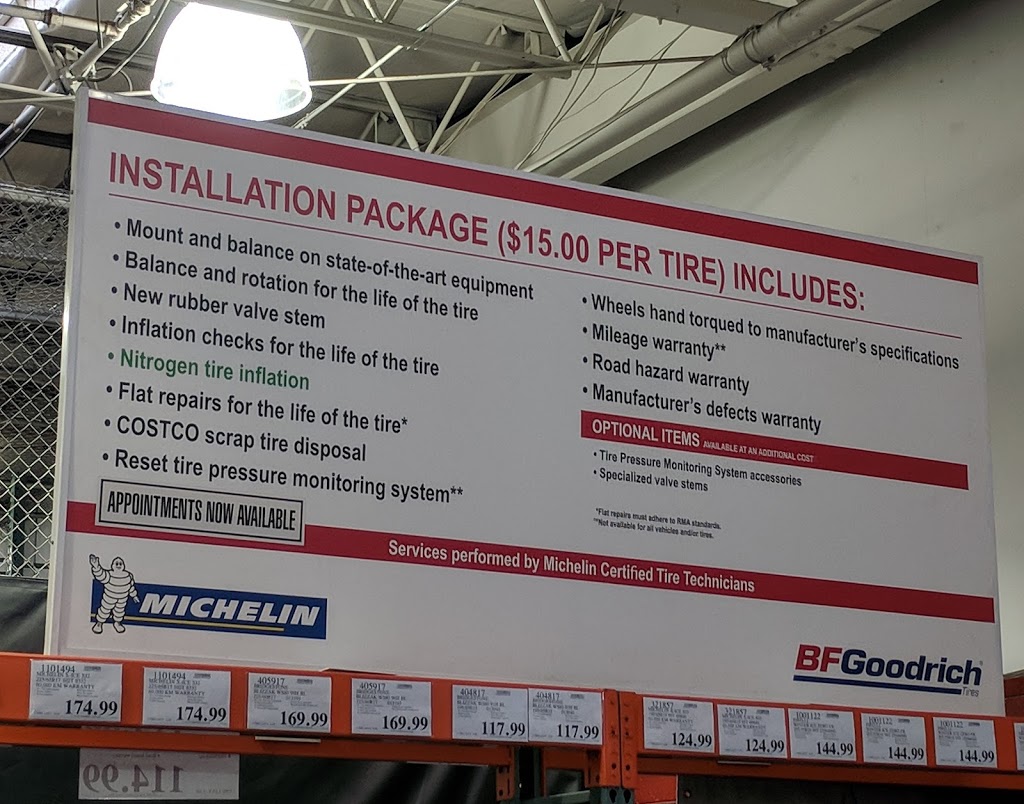 INSTALLATION PACKAGE ($15.00 PER TIRE) INCLUDES:
• Mount and balance on state-of-the-art equipment
• Balance and rotation for the life of the tire
• New rubber valve stem
• Inflation checks for the life of the tire
• Nitrogen tire inflation
• Flat repairs for the life of the tire*
• COSTCO scrap tire disposal
• Reset tire pressure monitoring system**
• Wheels hand torqued to manufacturer's specifications
• Mileage warranty**
• Road hazard warranty
• Manufacturer's defects warranty
OPTIONAL ITEMS AVAILABLE AT AN ADDITIONAL COST
• Tire Pressure Monitoring System accessories
• Specialized valve stems
*Flat repairs must adhere to RMA standards.
**Not available for all vehicles and/or tires.
APPOINTMENTS NOW AVAILABLE
Services performed by Michelin Certified Tire Technicians
MICHELIN
BFGoodrich
Tires
1101494
174.99
1101494
174.99
405917
169.99
405917
169.99
404817
117.99
404817
117.99
321857
124.99
321857
124.99
1001122
144.99
1001122
144.99
1001122
144.99
114.99